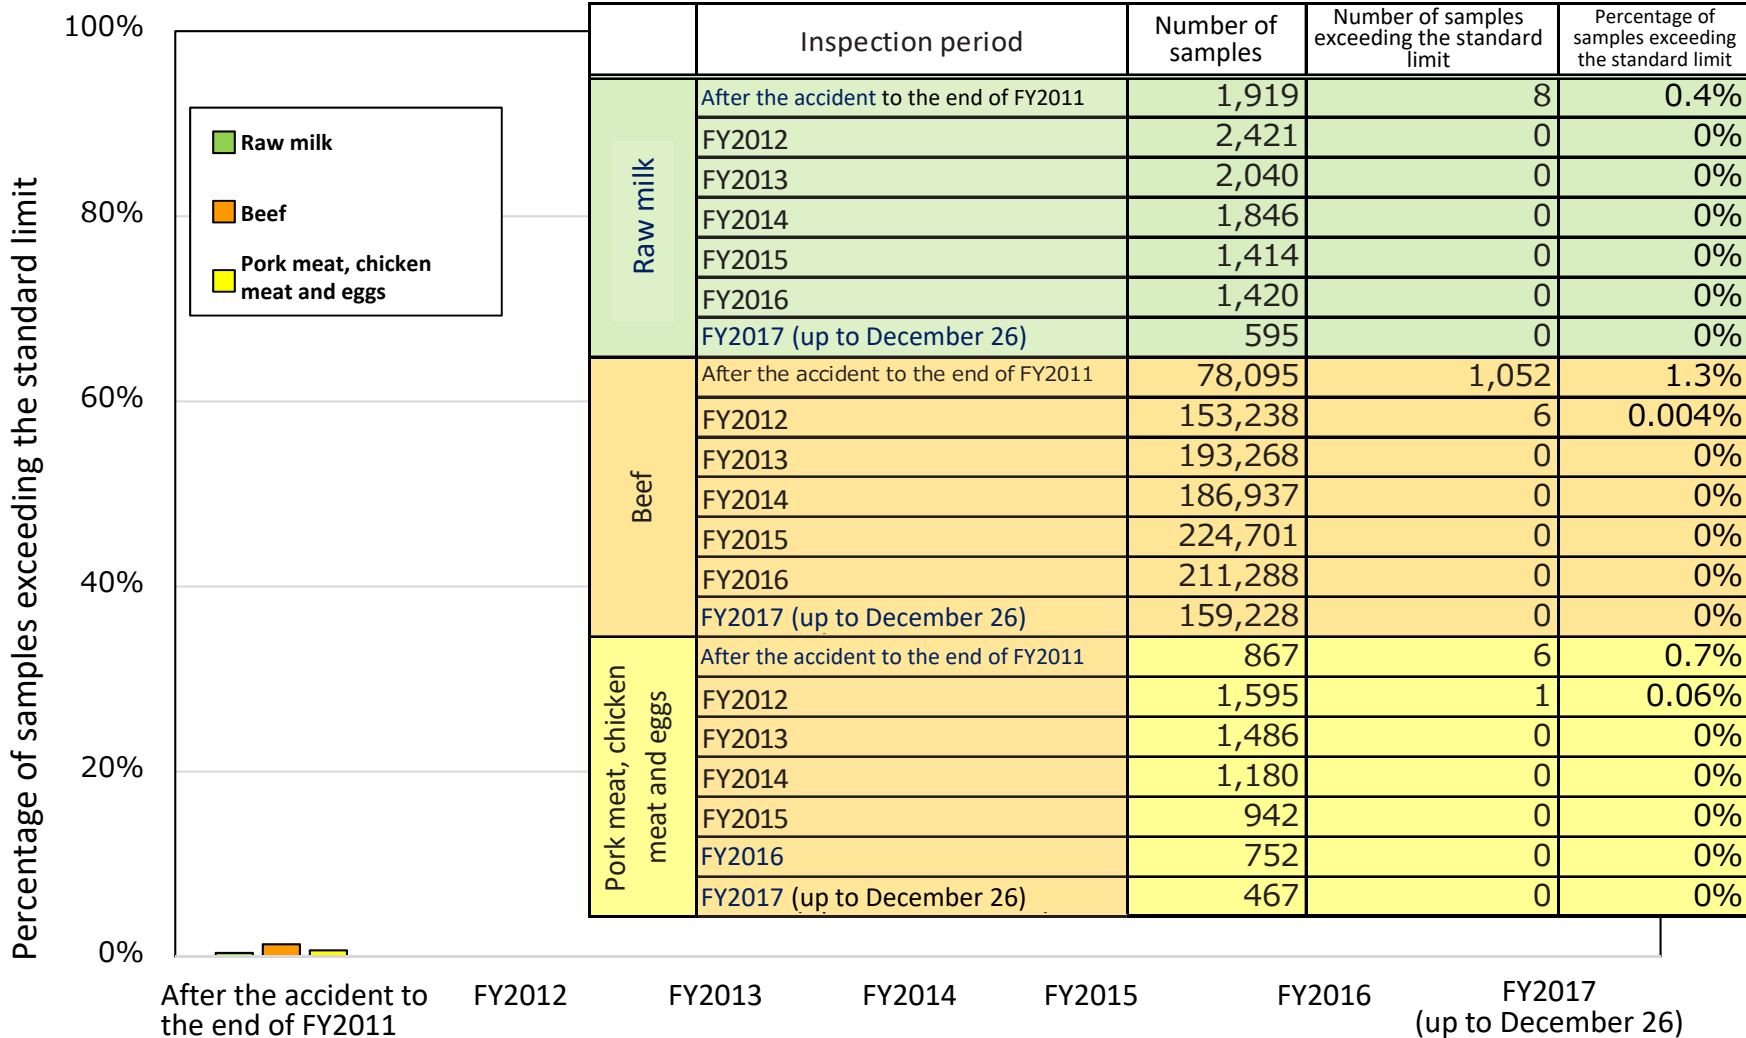 Percentage of samples exceeding the standard limit
100%
80%
60%
40%
20%
0%
Raw milk
Beef
Pork meat, chicken
meat and eggs
Inspection period
Number of
samples
Number of samples
exceeding the standard
limit
Percentage of
samples exceeding
the standard limit
Raw milk
After the accident to the end of FY2011 1,919 8 0.4%
FY2012 2,421 0 0%
FY2013 2,040 0 0%
FY2014 1,846 0 0%
FY2015 1,414 0 0%
FY2016 1,420 0 0%
FY2017 (up to December 26) 595 0 0%
Beef
After the accident to the end of FY2011 78,095 1,052 1.3%
FY2012 153,238 6 0.004%
FY2013 193,268 0 0%
FY2014 186,937 0 0%
FY2015 224,701 0 0%
FY2016 211,288 0 0%
FY2017 (up to December 26) 159,228 0 0%
Pork meat, chicken
meat and eggs
After the accident to the end of FY2011 867 6 0.7%
FY2012 1,595 1 0.06%
FY2013 1,486 0 0%
FY2014 1,180 0 0%
FY2015 942 0 0%
FY2016 752 0 0%
FY2017 (up to December 26) 467 0 0%
After the accident to
the end of FY2011
FY2012
FY2013
FY2014
FY2015
FY2016
FY2017
(up to December 26)